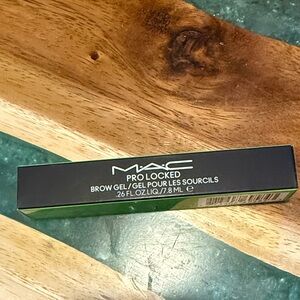 MAC
PRO LOCKED
BROW GEL/GEL POUR LES SOURCILS
.26 FL.OZ.LIQ./7.8 ML ℮